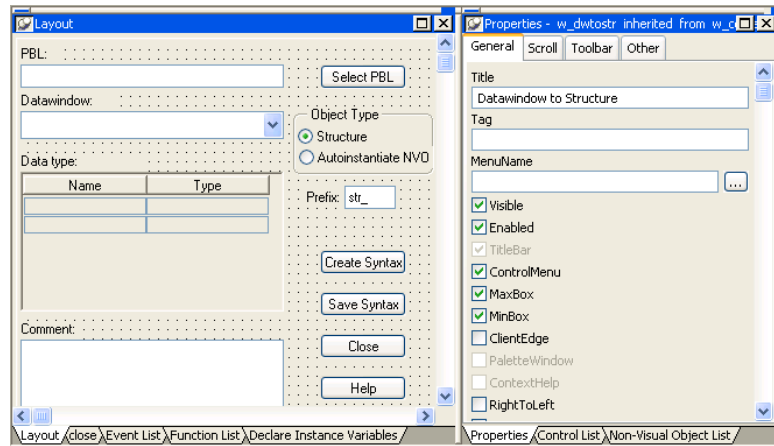 Layout
PBL:
Select PBL
Datawindow:
Object Type
Structure
Autoinstantiate NVO
Data type:
Name Type
Prefix: str_
Create Syntax
Save Syntax
Comment:
Close
Help
Layout close Event List Function List Declare Instance Variables
Properties - w_dwtostr inherited from
General Scroll Toolbar Other
Title
Datawindow to Structure
Tag
MenuName
...
Visible
Enabled
TitleBar
ControlMenu
MaxBox
MinBox
ClientEdge
PaletteWindow
ContextHelp
RightToLeft
Properties Control List Non-Visual Object List